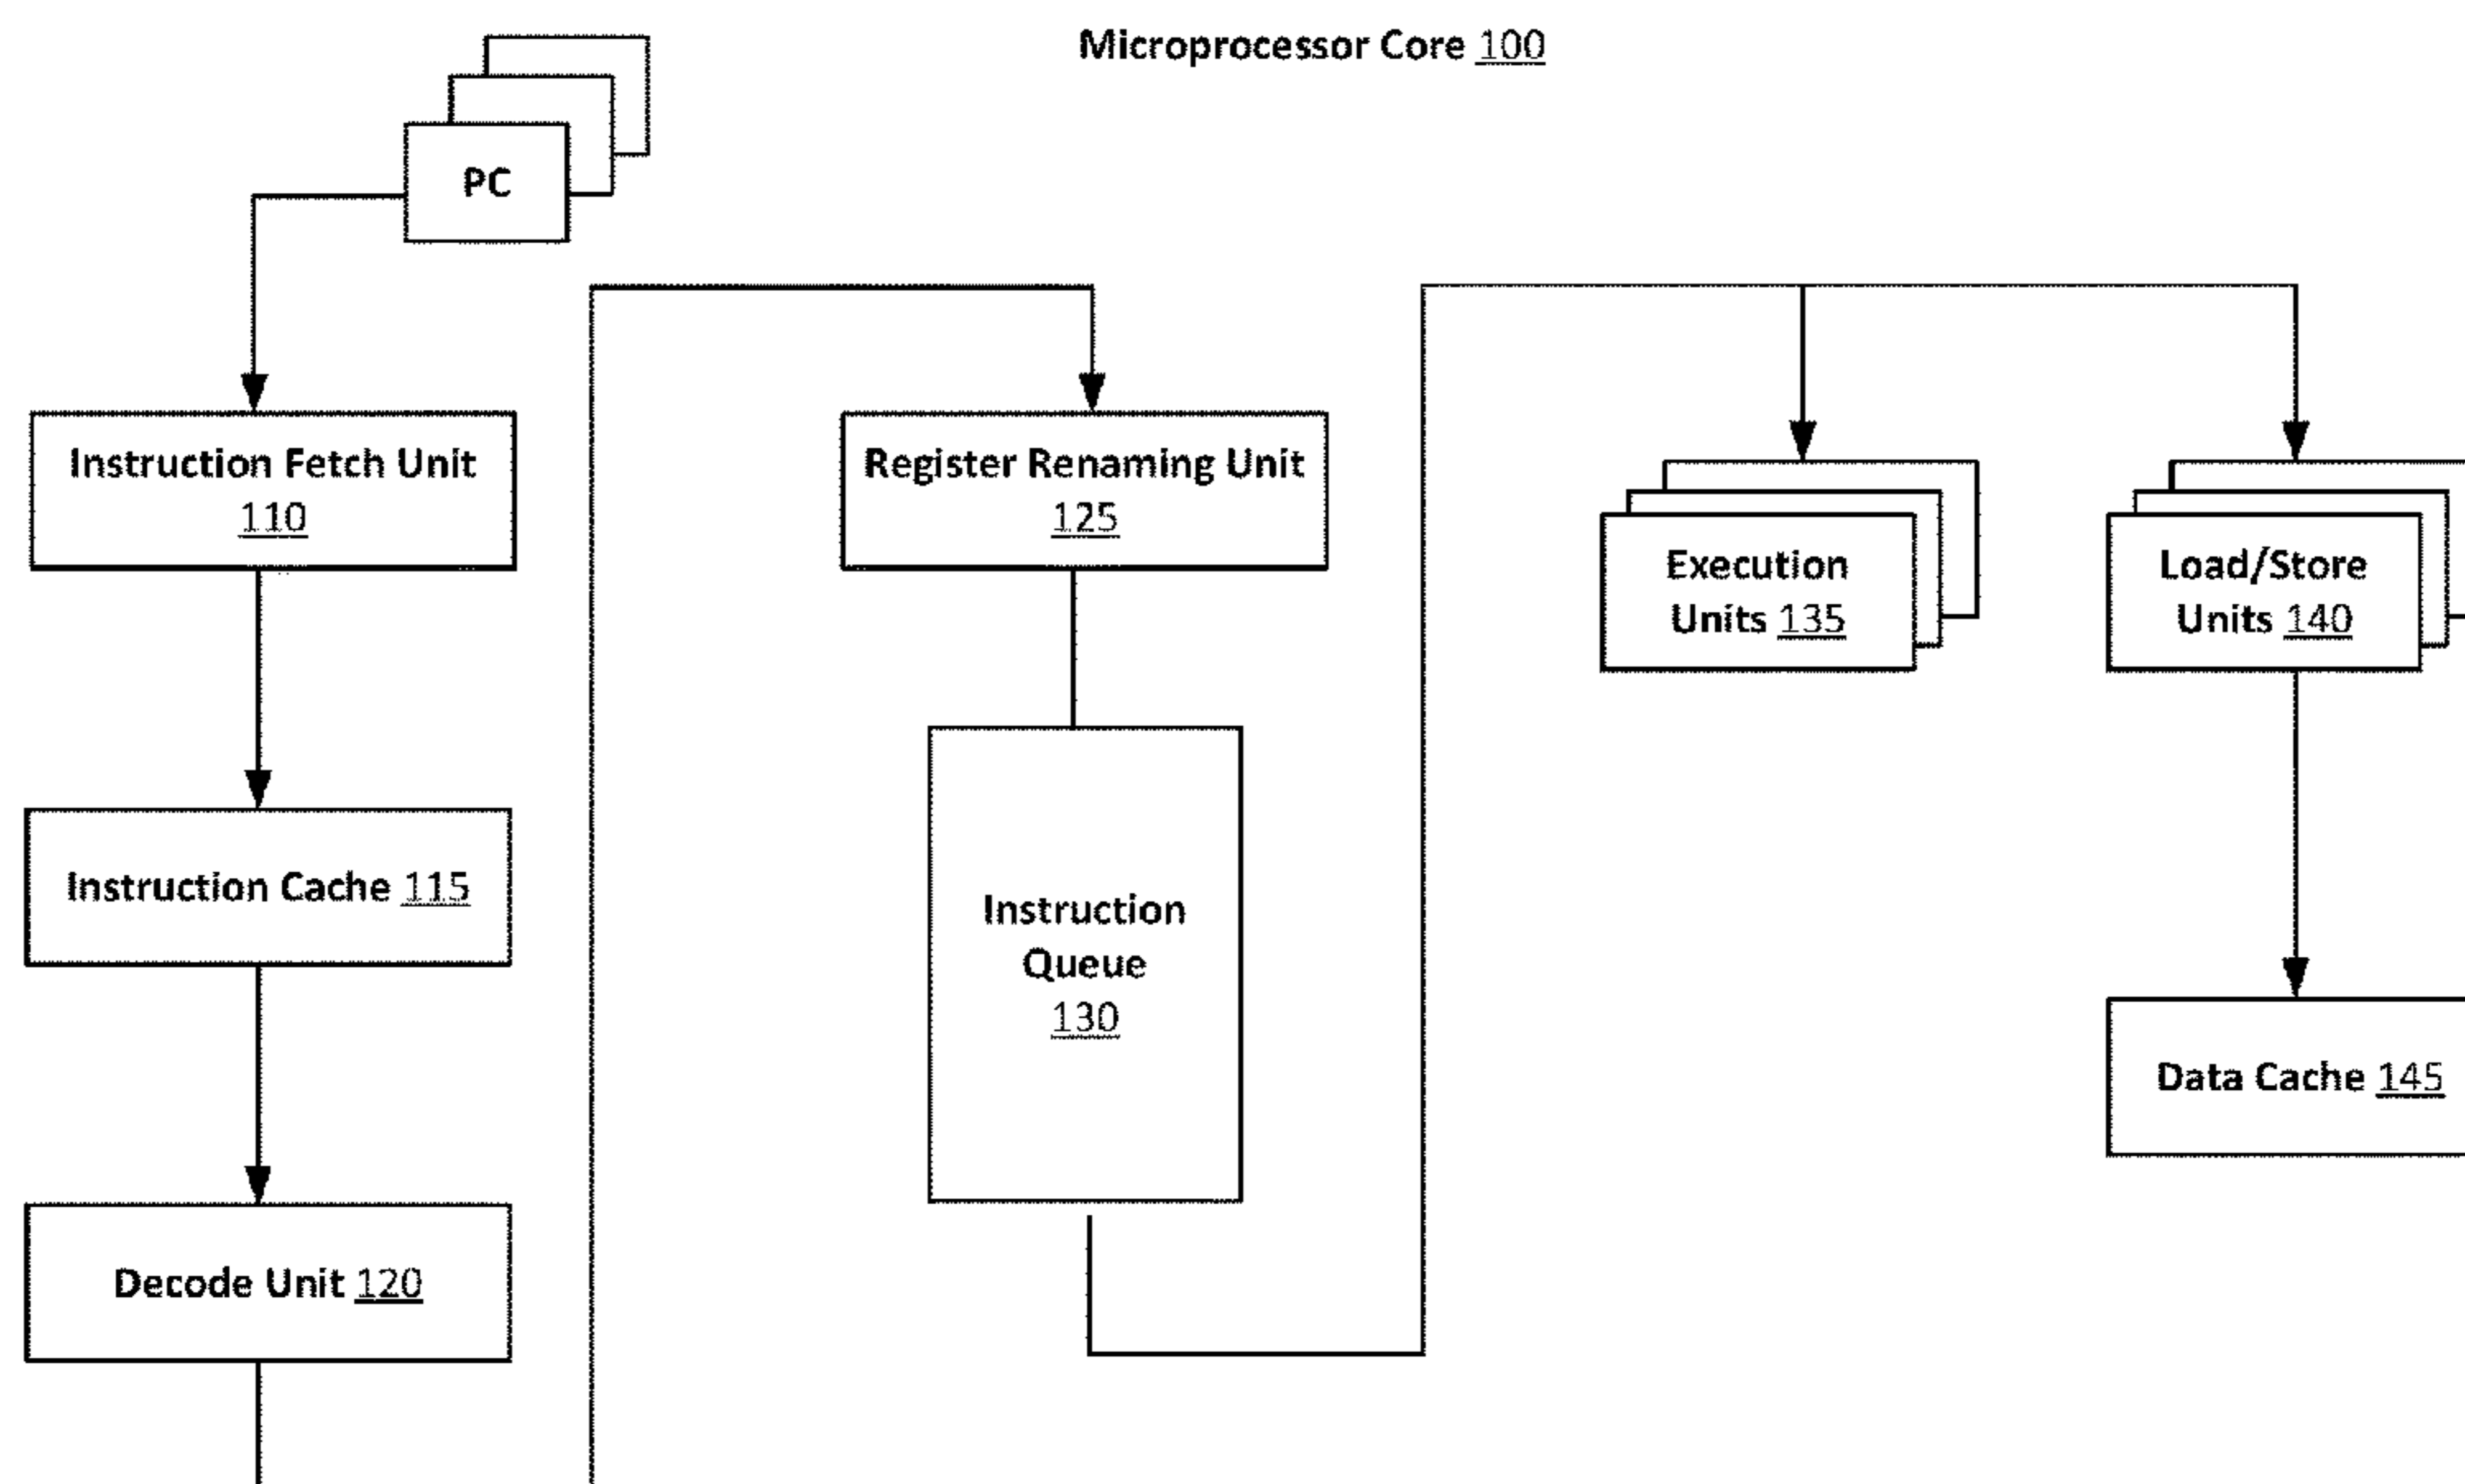 Microprocessor Core 100
PC
Instruction Fetch Unit
110
Instruction Cache 115
Decode Unit 120
Register Renaming Unit
125
Instruction
Queue
130
Execution
Units 135
Load/Store
Units 140
Data Cache 145